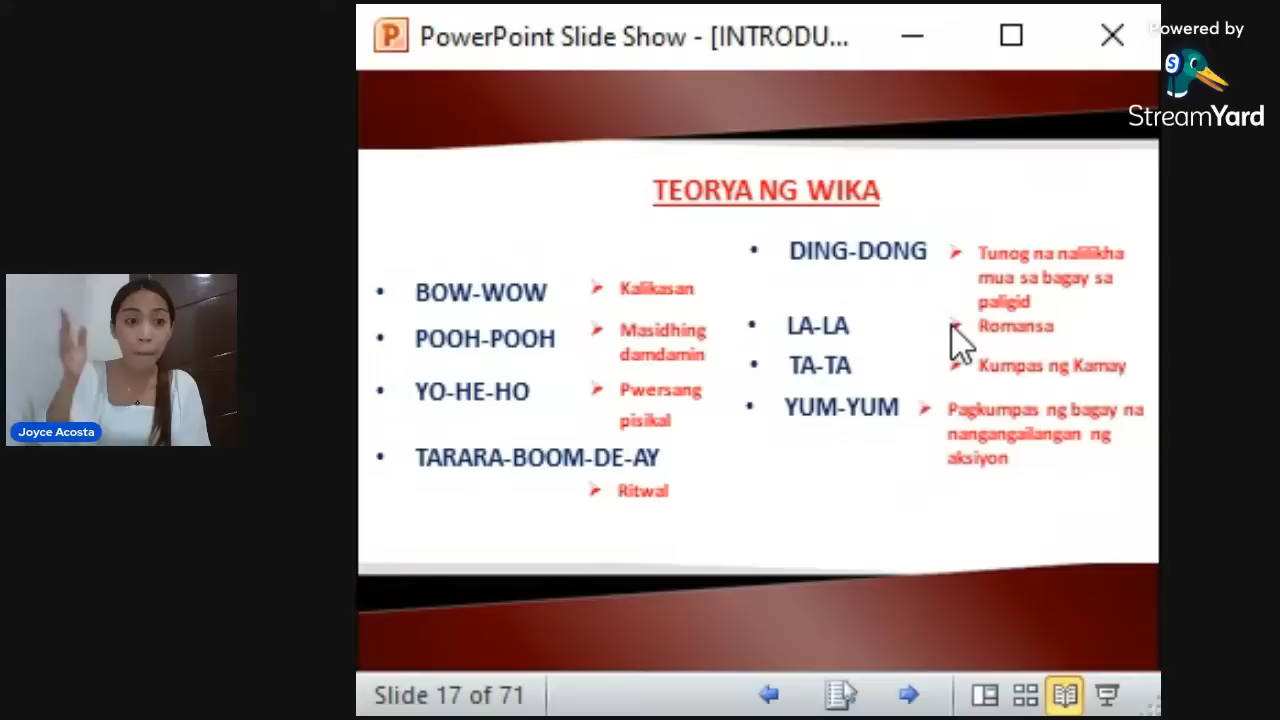 PowerPoint Slide Show - [INTRODU...
Powered by
StreamYard
TEORYA NG WIKA
• BOW-WOW
Kalikasan
• POOH-POOH
Masidhing
damdamin
• YO-HE-HO
Pwersang
pisikal
• TARARA-BOOM-DE-AY
Ritwal
• DING-DONG
Tunog na nalilikha
mua sa bagay sa
paligid
• LA-LA
Romansa
• TA-TA
Kumpas ng Kamay
• YUM-YUM
Pagkumpas ng bagay na
nangangailangan ng
aksiyon
Joyce Acosta
Slide 17 of 71